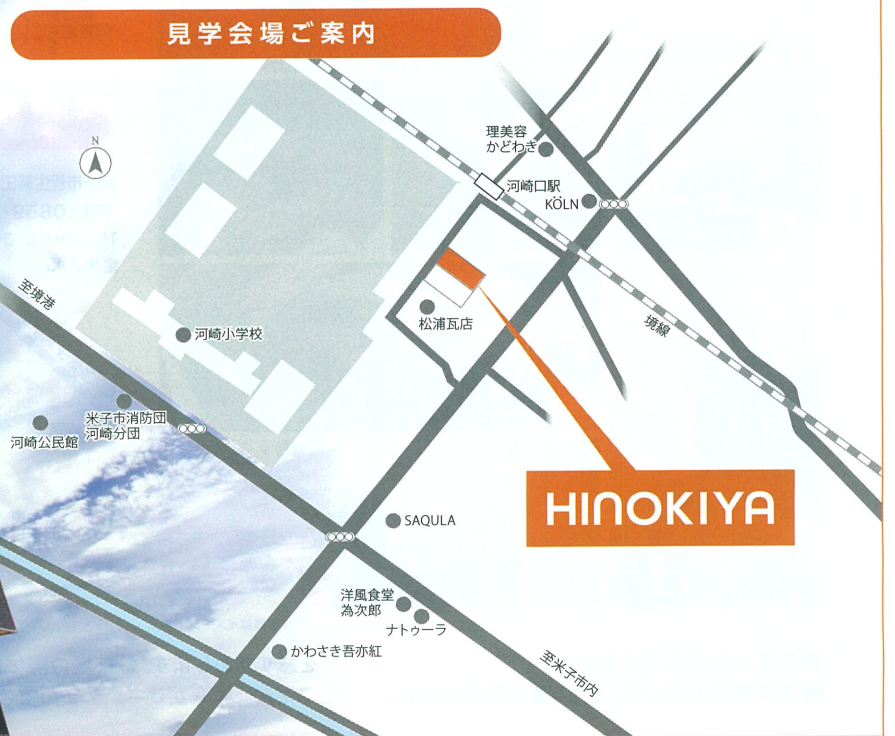 見学会場ご案内
N
理美容
かどわき
河崎口駅
KÖLN
至境港
松浦瓦店
境線
河崎小学校
米子市消防団
河崎分団
河崎公民館
HINOKIYA
SAQULA
洋風食堂
為次郎
ナトゥーラ
かわさき吾亦紅
至米子市内